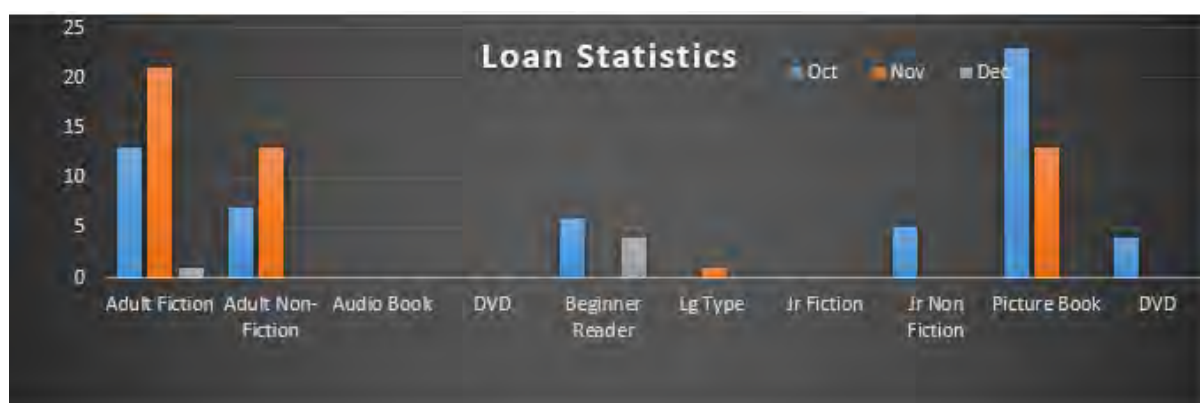 Loan Statistics
Oct Nov Dec
25
20
15
10
5
0
Adult Fiction
Adult Non-
Fiction
Audio Book
DVD
Beginner
Reader
Lg Type
Jr Fiction
Jr Non
Fiction
Picture Book
DVD